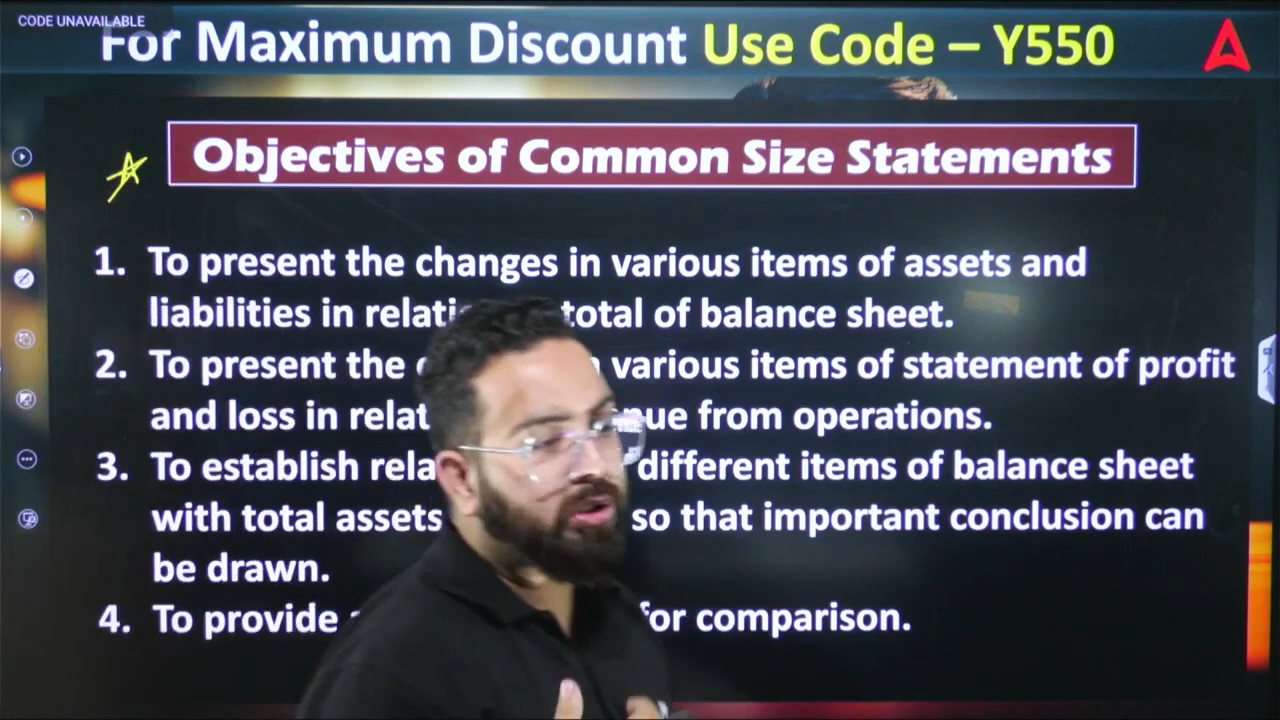 CODE UNAVAILABLE
For Maximum Discount Use Code – Y550
Objectives of Common Size Statements
1. To present the changes in various items of assets and
liabilities in total of balance sheet.
2. To present the various items of statement of profit
and loss in from operations.
3. To establish different items of balance sheet
with total assets so that important conclusion can
be drawn.
4. To provide for comparison.